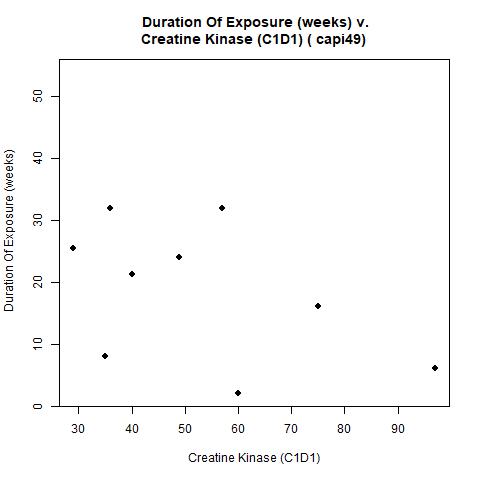 Duration Of Exposure (weeks) v.
Creatine Kinase (C1D1) ( capi49)
Duration Of Exposure (weeks)
50
40
30
20
10
0
30 40 50 60 70 80 90
Creatine Kinase (C1D1)